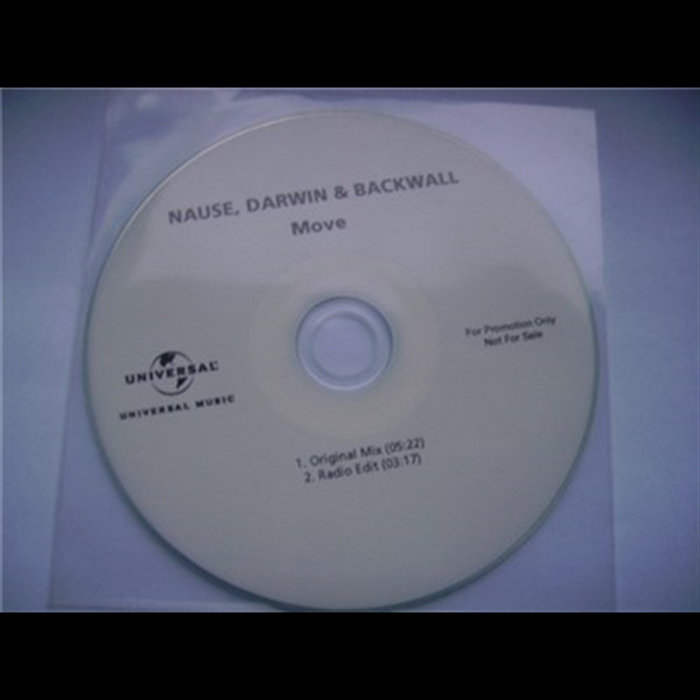 NAUSE, DARWIN & BACKWALL
Move
For Promotion Only
Not For Sale
UNIVERSAL
UNIVERSAL MUSIC
1. Original Mix (05:22)
2. Radio Edit (03:17)